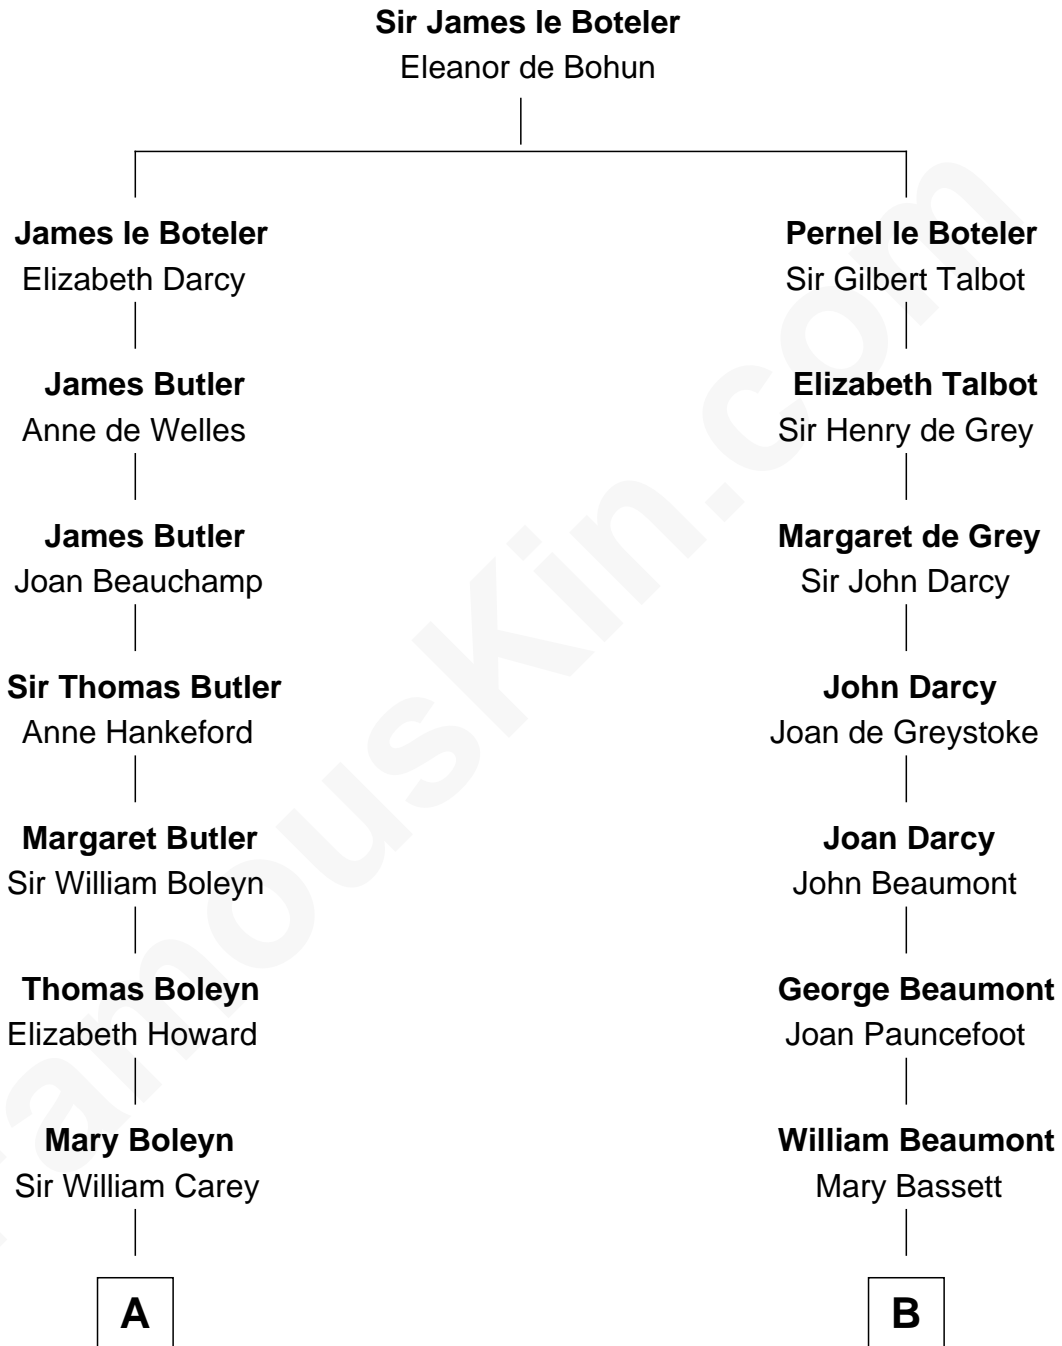 Sir James le Boteler
Eleanor de Bohun
James le Boteler
Elizabeth Darcy
Pernel le Boteler
Sir Gilbert Talbot
James Butler
Anne de Welles
Elizabeth Talbot
Sir Henry de Grey
James Butler
Joan Beauchamp
Margaret de Grey
Sir John Darcy
Sir Thomas Butler
Anne Hankeford
John Darcy
Joan de Greystoke
Margaret Butler
Sir William Boleyn
Joan Darcy
John Beaumont
Thomas Boleyn
Elizabeth Howard
George Beaumont
Joan Pauncefoot
Mary Boleyn
Sir William Carey
William Beaumont
Mary Bassett
A
B
FamousKin.com